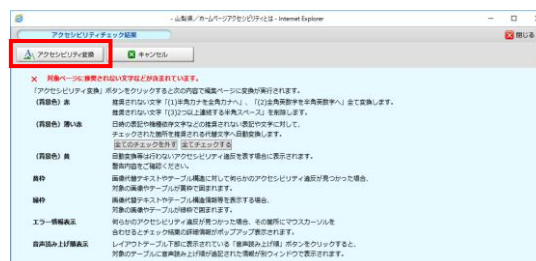 - 山梨県／ホームページアクセシビリティとは - Internet Explorer
アクセシビリティチェック結果
閉じる
アクセシビリティ変換
キャンセル
× 対象ページに推奨されない文字などが含まれています。
「アクセシビリティ変換」ボタンをクリックすると次の内容で編集ページに変換が実行されます。
(背景色) 赤
推奨されない文字「(1)半角カナを全角カナへ」、「(2)全角英数字を半角英数字へ」全て変換します。
推奨されない文字「(3)2つ以上連続する半角スペース」を削除します。
(背景色) 薄い赤
日時の表記や機種依存文字などの推奨されない表記や文字に対して、
チェックされた箇所を推奨される代替文字へ自動変換します。
全てのチェックを外す 全てチェックする
(背景色) 黄
自動変換等は行わないアクセシビリティ違反を表す場合に表示されます。
警告内容をご確認ください。
黄枠
画像代替テキストやテーブル構造に対して何らかのアクセシビリティ違反が見つかった場合、
対象の画像やテーブルが黄枠で囲まれます。
緑枠
画像代替テキストやテーブル構造情報等を表示する場合、
対象の画像やテーブルが緑枠で囲まれます。
エラー情報表示
何らかのアクセシビリティ違反が見つかった場合、その箇所にマウスカーソルを
合わせるとチェック結果の詳細情報がポップアップ表示されます。
音声読み上げ順表示
レイアウトテーブル下部に表示されている「音声読み上げ順」ボタンをクリックすると、
対象のテーブルに音声読み上げ順が追記された情報が別ウィンドウで表示されます。